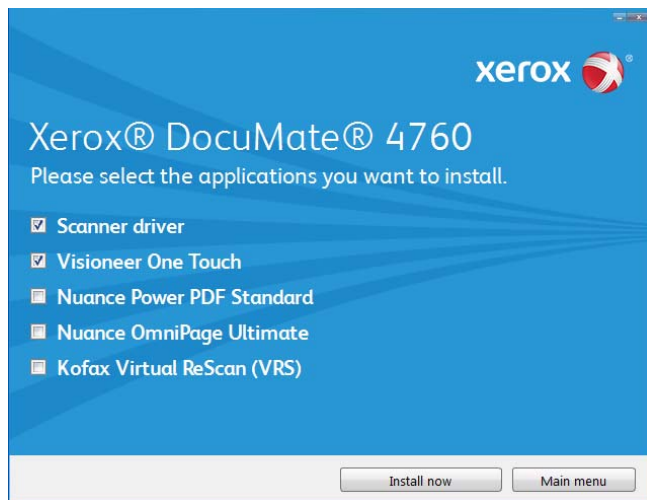 xerox ®
Xerox® DocuMate® 4760
Please select the applications you want to install.
Scanner driver
Visioneer One Touch
Nuance Power PDF Standard
Nuance OmniPage Ultimate
Kofax Virtual ReScan (VRS)
Install now Main menu